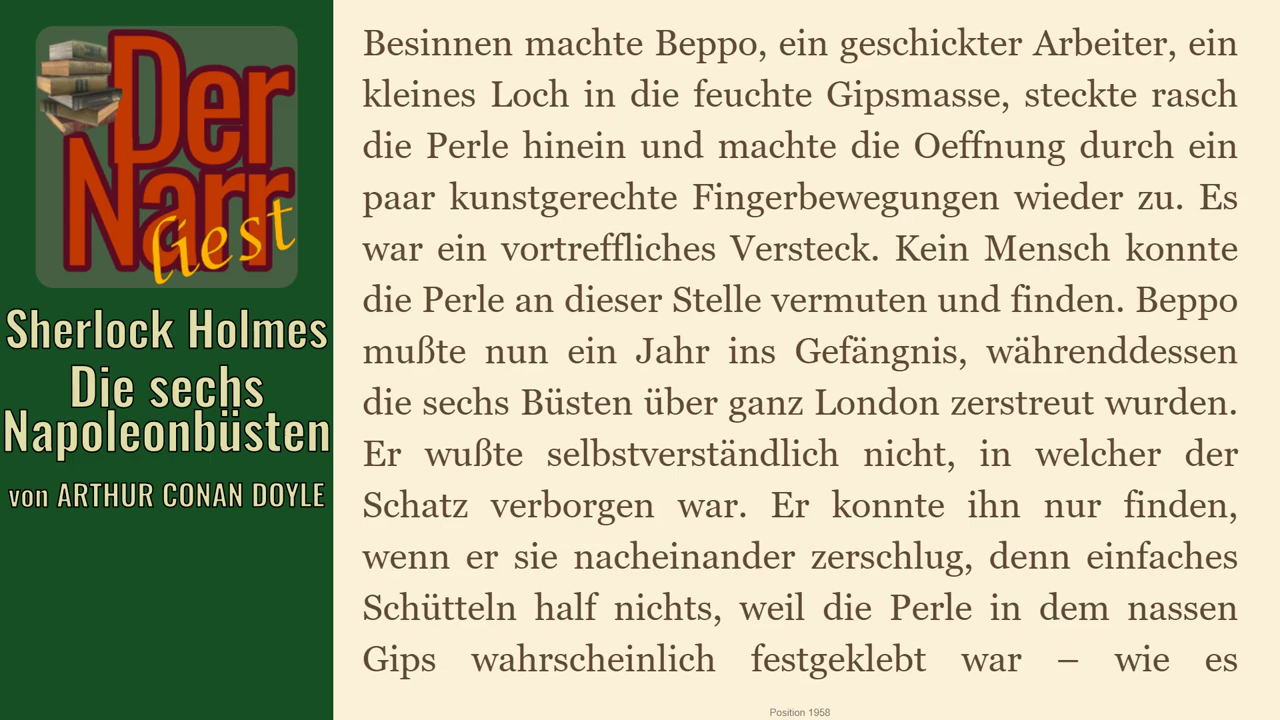 Der
Narr
liest
Sherlock Holmes
Die sechs
Napoleonbüsten
von ARTHUR CONAN DOYLE
Besinnen machte Beppo, ein geschickter Arbeiter, ein
kleines Loch in die feuchte Gipsmasse, steckte rasch
die Perle hinein und machte die Oeffnung durch ein
paar kunstgerechte Fingerbewegungen wieder zu. Es
war ein vortreffliches Versteck. Kein Mensch konnte
die Perle an dieser Stelle vermuten und finden. Beppo
mußte nun ein Jahr ins Gefängnis, währenddessen
die sechs Büsten über ganz London zerstreut wurden.
Er wußte selbstverständlich nicht, in welcher der
Schatz verborgen war. Er konnte ihn nur finden,
wenn er sie nacheinander zerschlug, denn einfaches
Schütteln half nichts, weil die Perle in dem nassen
Gips wahrscheinlich festgeklebt war – wie es
Position 1958